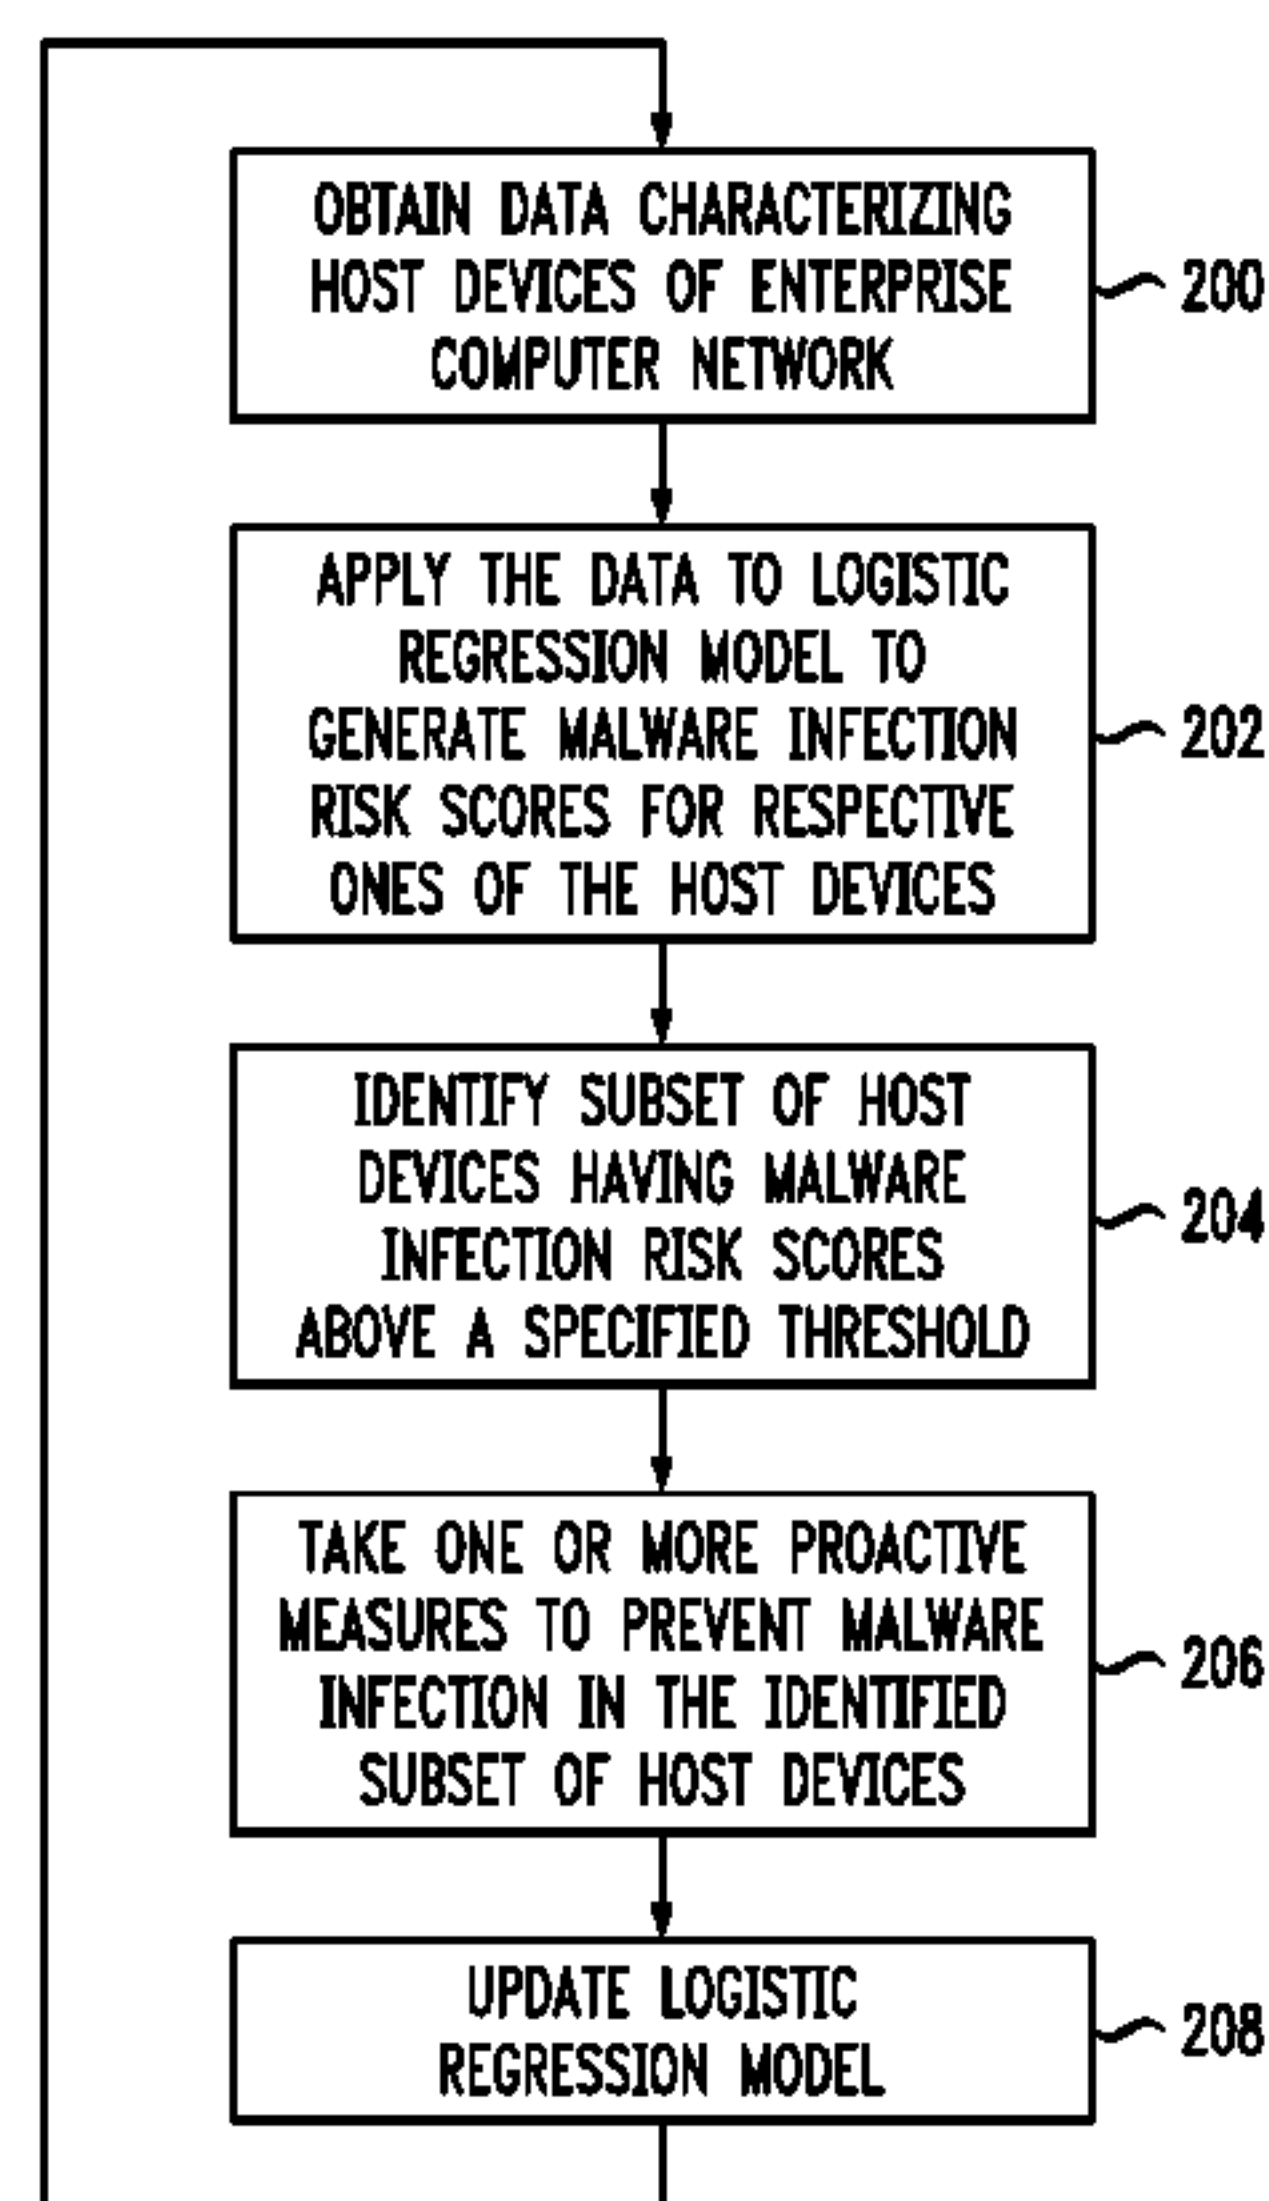 OBTAIN DATA CHARACTERIZING
HOST DEVICES OF ENTERPRISE
COMPUTER NETWORK
200
APPLY THE DATA TO LOGISTIC
REGRESSION MODEL TO
GENERATE MALWARE INFECTION
RISK SCORES FOR RESPECTIVE
ONES OF THE HOST DEVICES
202
IDENTIFY SUBSET OF HOST
DEVICES HAVING MALWARE
INFECTION RISK SCORES
ABOVE A SPECIFIED THRESHOLD
204
TAKE ONE OR MORE PROACTIVE
MEASURES TO PREVENT MALWARE
INFECTION IN THE IDENTIFIED
SUBSET OF HOST DEVICES
206
UPDATE LOGISTIC
REGRESSION MODEL
208